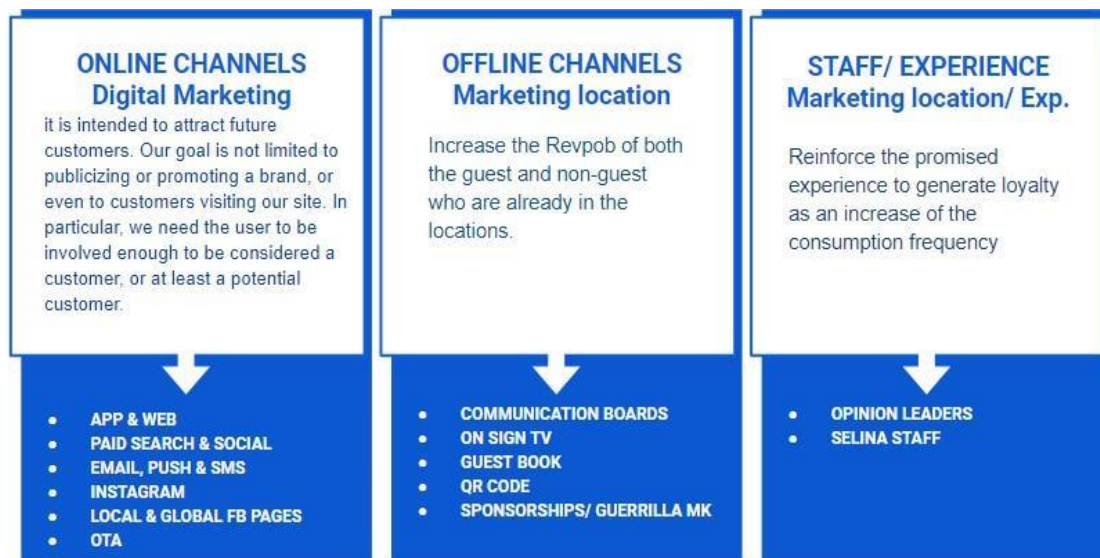 ONLINE CHANNELS
Digital Marketing
it is intended to attract future
customers. Our goal is not limited to
publicizing or promoting a brand, or
even to customers visiting our site. In
particular, we need the user to be
involved enough to be considered a
customer, or at least a potential
customer.
APP & WEB
PAID SEARCH & SOCIAL
EMAIL, PUSH & SMS
INSTAGRAM
LOCAL & GLOBAL FB PAGES
OTA
OFFLINE CHANNELS
Marketing location
Increase the Revpob of both
the guest and non-guest
who are already in the
locations.
COMMUNICATION BOARDS
ON SIGN TV
GUEST BOOK
QR CODE
SPONSORSHIPS/ GUERRILLA MK
STAFF/ EXPERIENCE
Marketing location/ Exp.
Reinforce the promised
experience to generate loyalty
as an increase of the
consumption frequency
OPINION LEADERS
SELINA STAFF